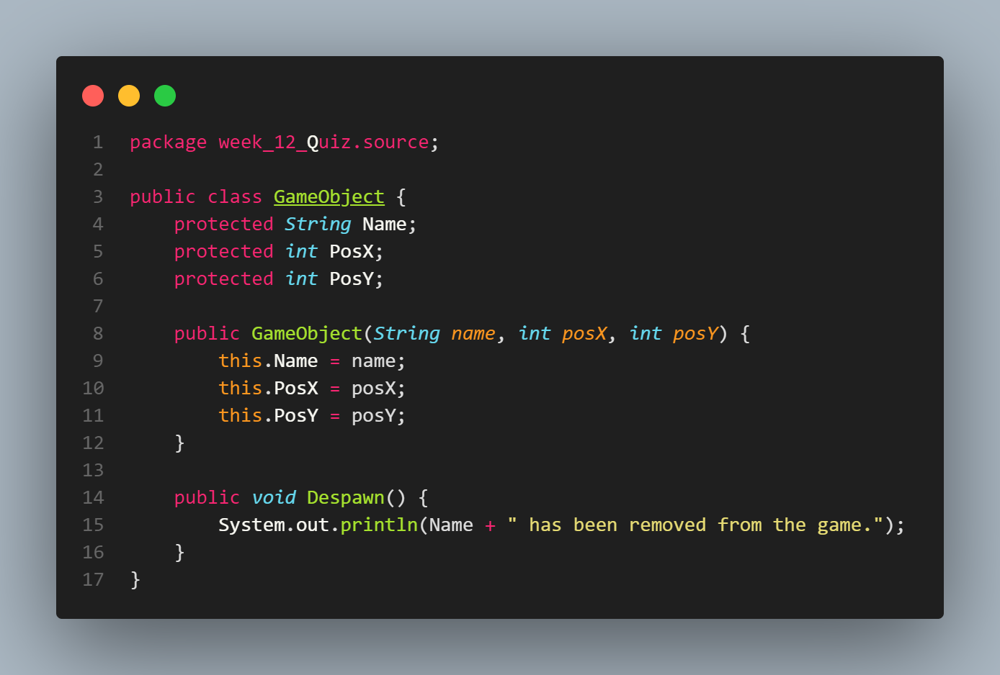 1 package week_12_Quiz.source;
2
3 public class GameObject {
4     protected String Name;
5     protected int PosX;
6     protected int PosY;
7
8     public GameObject(String name, int posX, int posY) {
9         this.Name = name;
10         this.PosX = posX;
11         this.PosY = posY;
12     }
13
14     public void Despawn() {
15         System.out.println(Name + " has been removed from the game.");
16     }
17 }